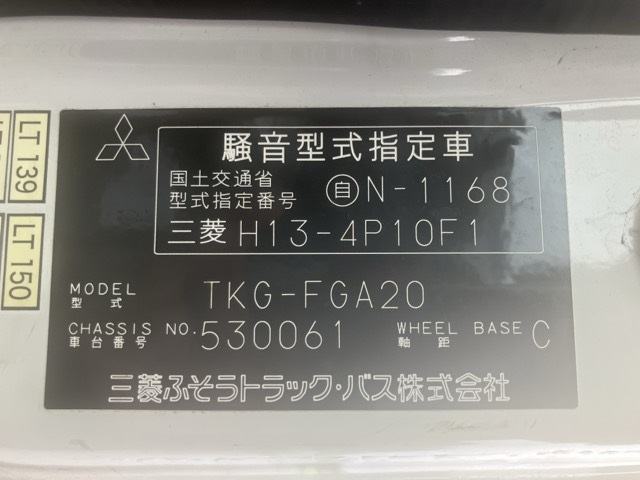 騒音型式指定車
国土交通省
型式指定番号 自N-1168
三菱 H13-4P10F1
MODEL
型式
TKG-FGA20
CHASSIS NO.
車台番号
530061
WHEEL BASE
軸距
C
三菱ふそうトラック・バス株式会社
LT 139
LT 150